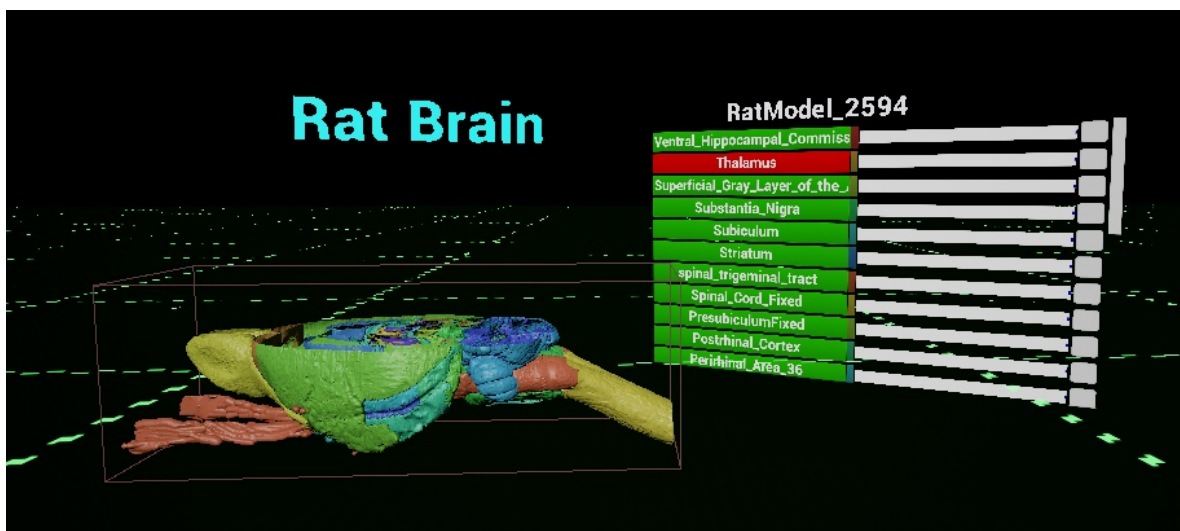 Rat Brain
RatModel_2594
Ventral_Hippocampal_Commiss
Thalamus
Superficial_Gray_Layer_of_the_
Substantia_Nigra
Subiculum
Striatum
spinal_trigeminal_tract
Spinal_Cord_Fixed
PresubiculumFixed
Postrhinal_Cortex
Perirhinal_Area_36